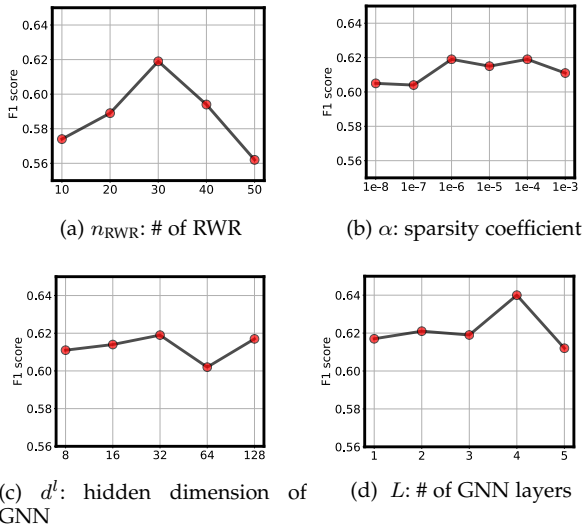 0.64
0.62
0.60
0.58
0.56
F1 score
10 20 30 40 50
(a) n_RWR: # of RWR
0.64
0.62
0.60
0.58
0.56
F1 score
1e-8 1e-7 1e-6 1e-5 1e-4 1e-3
(b) α: sparsity coefficient
0.64
0.62
0.60
0.58
0.56
F1 score
8 16 32 64 128
(c) d^l: hidden dimension of
GNN
0.64
0.62
0.60
0.58
0.56
F1 score
1 2 3 4 5
(d) L: # of GNN layers